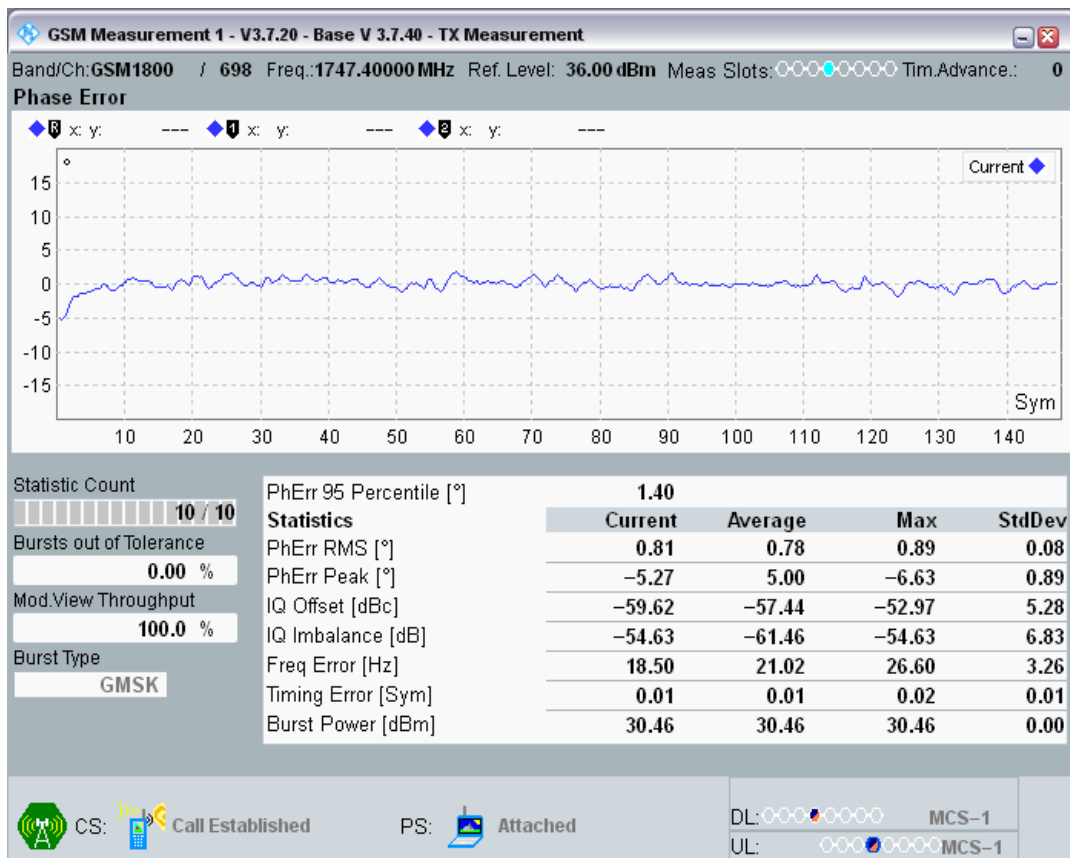 GSM Measurement 1 - V3.7.20 - Base V 3.7.40 - TX Measurement
Band/Ch:GSM1800 / 698 Freq.:1747.40000 MHz Ref. Level: 36.00 dBm Meas Slots: Tim.Advance.: 0
Phase Error
R x: y: --- 1 x: y: --- 2 x: y: ---
°
Current
15
10
5
0
-5
-10
-15
Sym
10 20 30 40 50 60 70 80 90 100 110 120 130 140
Statistic Count
10 / 10
Bursts out of Tolerance
0.00 %
Mod.View Throughput
100.0 %
Burst Type
GMSK
PhErr 95 Percentile [°] 1.40
Statistics Current Average Max StdDev
PhErr RMS [°] 0.81 0.78 0.89 0.08
PhErr Peak [°] −5.27 5.00 −6.63 0.89
IQ Offset [dBc] −59.62 −57.44 −52.97 5.28
IQ Imbalance [dB] −54.63 −61.46 −54.63 6.83
Freq Error [Hz] 18.50 21.02 26.60 3.26
Timing Error [Sym] 0.01 0.01 0.02 0.01
Burst Power [dBm] 30.46 30.46 30.46 0.00
CS: Call Established PS: Attached
DL: MCS−1
UL: MCS−1